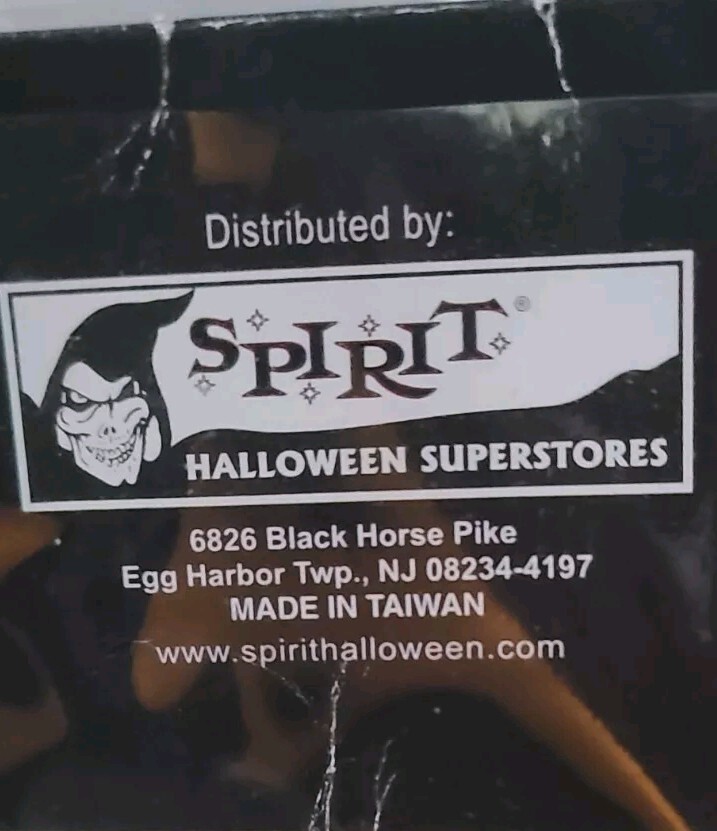 Distributed by:
SPIRIT®
HALLOWEEN SUPERSTORES
6826 Black Horse Pike
Egg Harbor Twp., NJ 08234-4197
MADE IN TAIWAN
www.spirithalloween.com